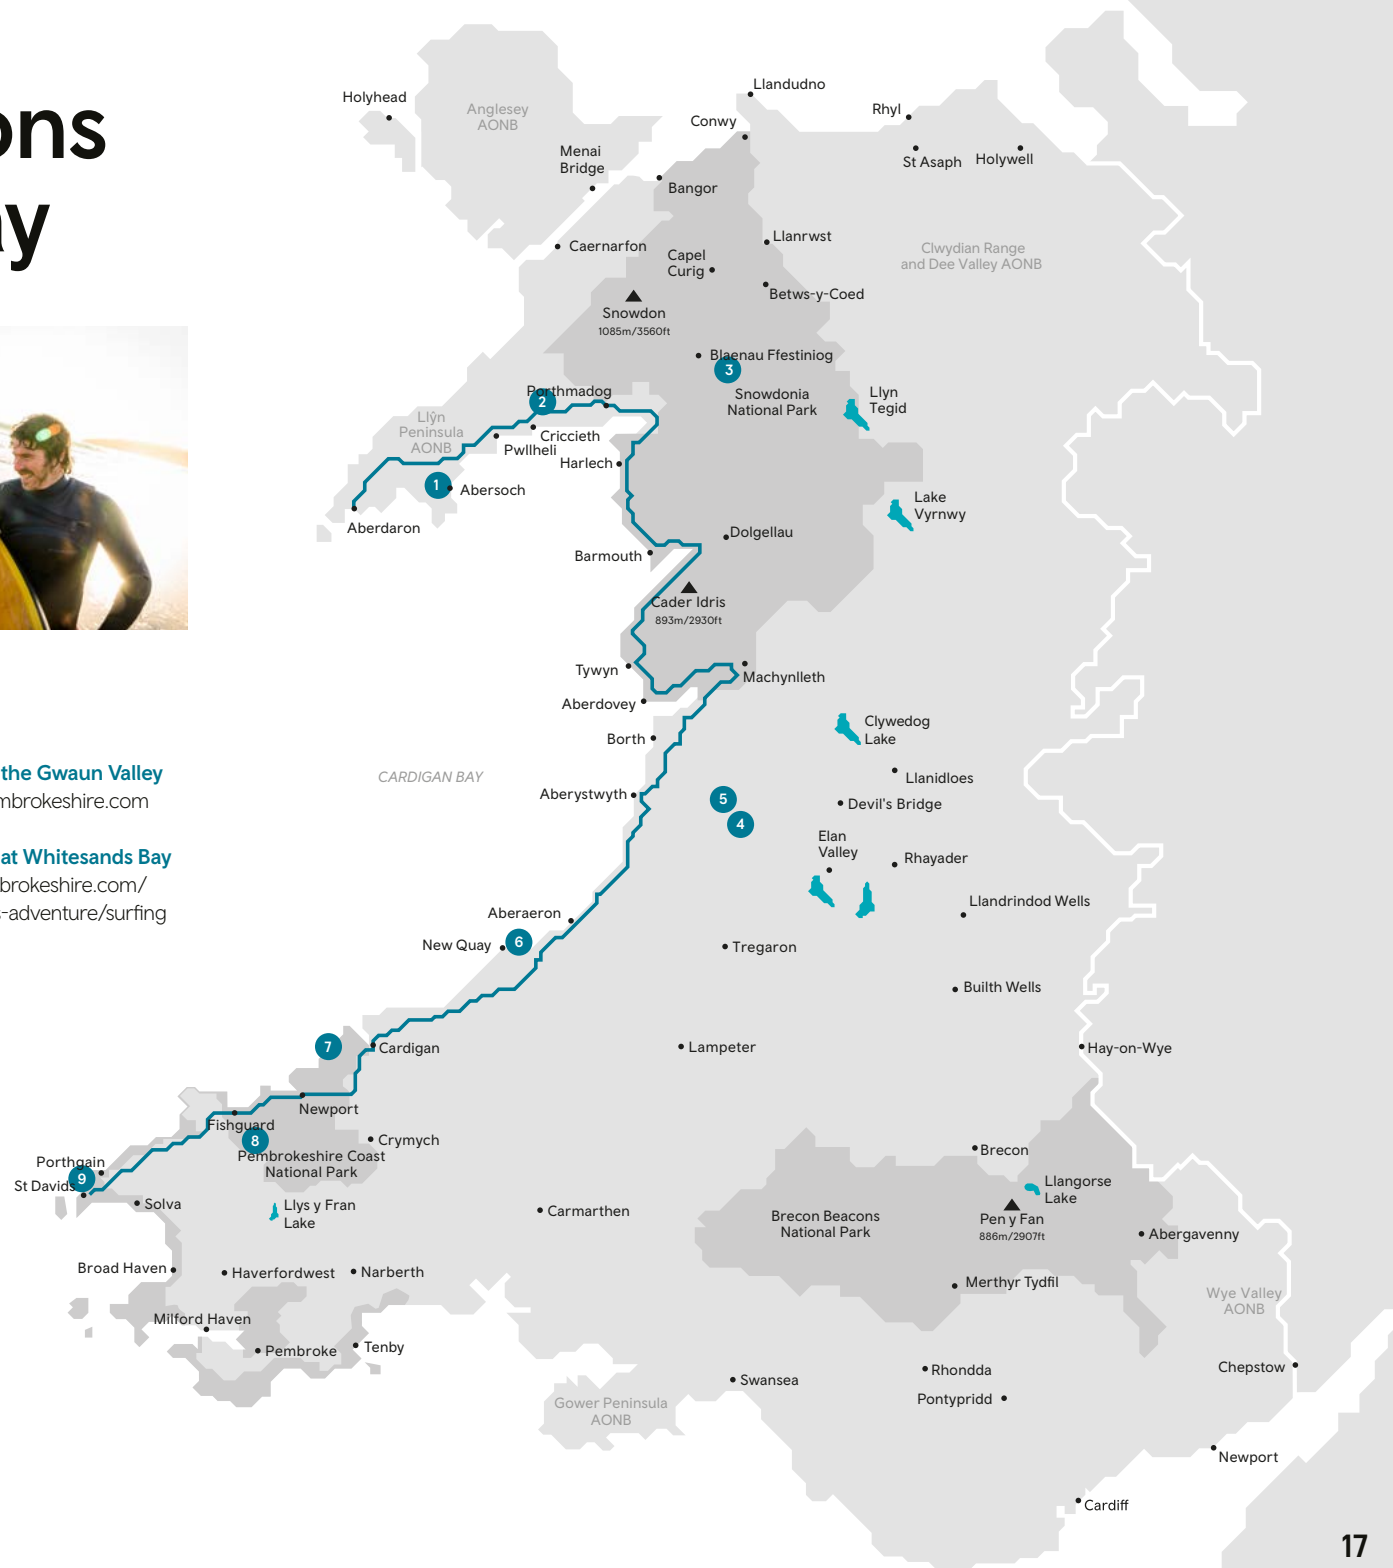 ons
ay
the Gwaun Valley
mbrokeshire.com
at Whitesands Bay
brokeshire.com/
s-adventure/surfing
Holyhead
Anglesey
AONB
Menai
Bridge
Llandudno
Conwy
Rhyl
St Asaph
Holywell
Bangor
Caernarfon
Llanrwst
Capel
Curig
Betws-y-Coed
Clwydian Range
and Dee Valley AONB
Snowdon
1085m/3560ft
Blaenau Ffestiniog
3
Snowdonia
National Park
Llyn
Tegid
Porthmadog
2
Llŷn
Peninsula
AONB
Criccieth
Pwllheli
Harlech
1
Abersoch
Aberdaron
Lake
Vyrnwy
Dolgellau
Barmouth
Cader Idris
893m/2930ft
Tywyn
Machynlleth
Aberdovey
Borth
Clywedog
Lake
CARDIGAN BAY
Llanidloes
Aberystwyth
5
4
Devil's Bridge
Elan
Valley
Rhayader
Llandrindod Wells
Aberaeron
New Quay
6
Tregaron
Builth Wells
7
Cardigan
Lampeter
Hay-on-Wye
Newport
Fishguard
8
Crymych
Pembrokeshire Coast
National Park
Porthgain
9
St Davids
Solva
Llys y Fran
Lake
Carmarthen
Brecon
Llangorse
Lake
Brecon Beacons
National Park
Pen y Fan
886m/2907ft
Abergavenny
Broad Haven
Haverfordwest
Narberth
Merthyr Tydfil
Wye Valley
AONB
Milford Haven
Pembroke
Tenby
Rhondda
Chepstow
Swansea
Pontypridd
Gower Peninsula
AONB
Newport
Cardiff
17